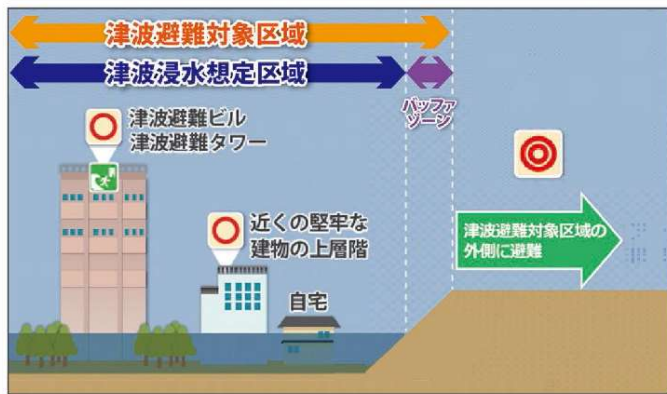 津波避難対象区域
津波浸水想定区域
バッファ
ゾーン
津波避難ビル
津波避難タワー
近くの堅牢な
建物の上層階
自宅
津波避難対象区域の
外側に避難